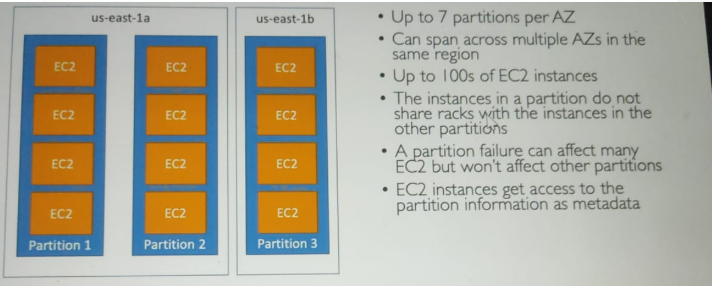 us-east-1a
EC2
EC2
EC2
EC2
Partition 1
EC2
EC2
EC2
EC2
Partition 2
us-east-1b
EC2
EC2
EC2
EC2
Partition 3
• Up to 7 partitions per AZ
• Can span across multiple AZs in the
same region
• Up to 100s of EC2 instances
• The instances in a partition do not
share racks with the instances in the
other partitions
• A partition failure can affect many
EC2 but won't affect other partitions
• EC2 instances get access to the
partition information as metadata